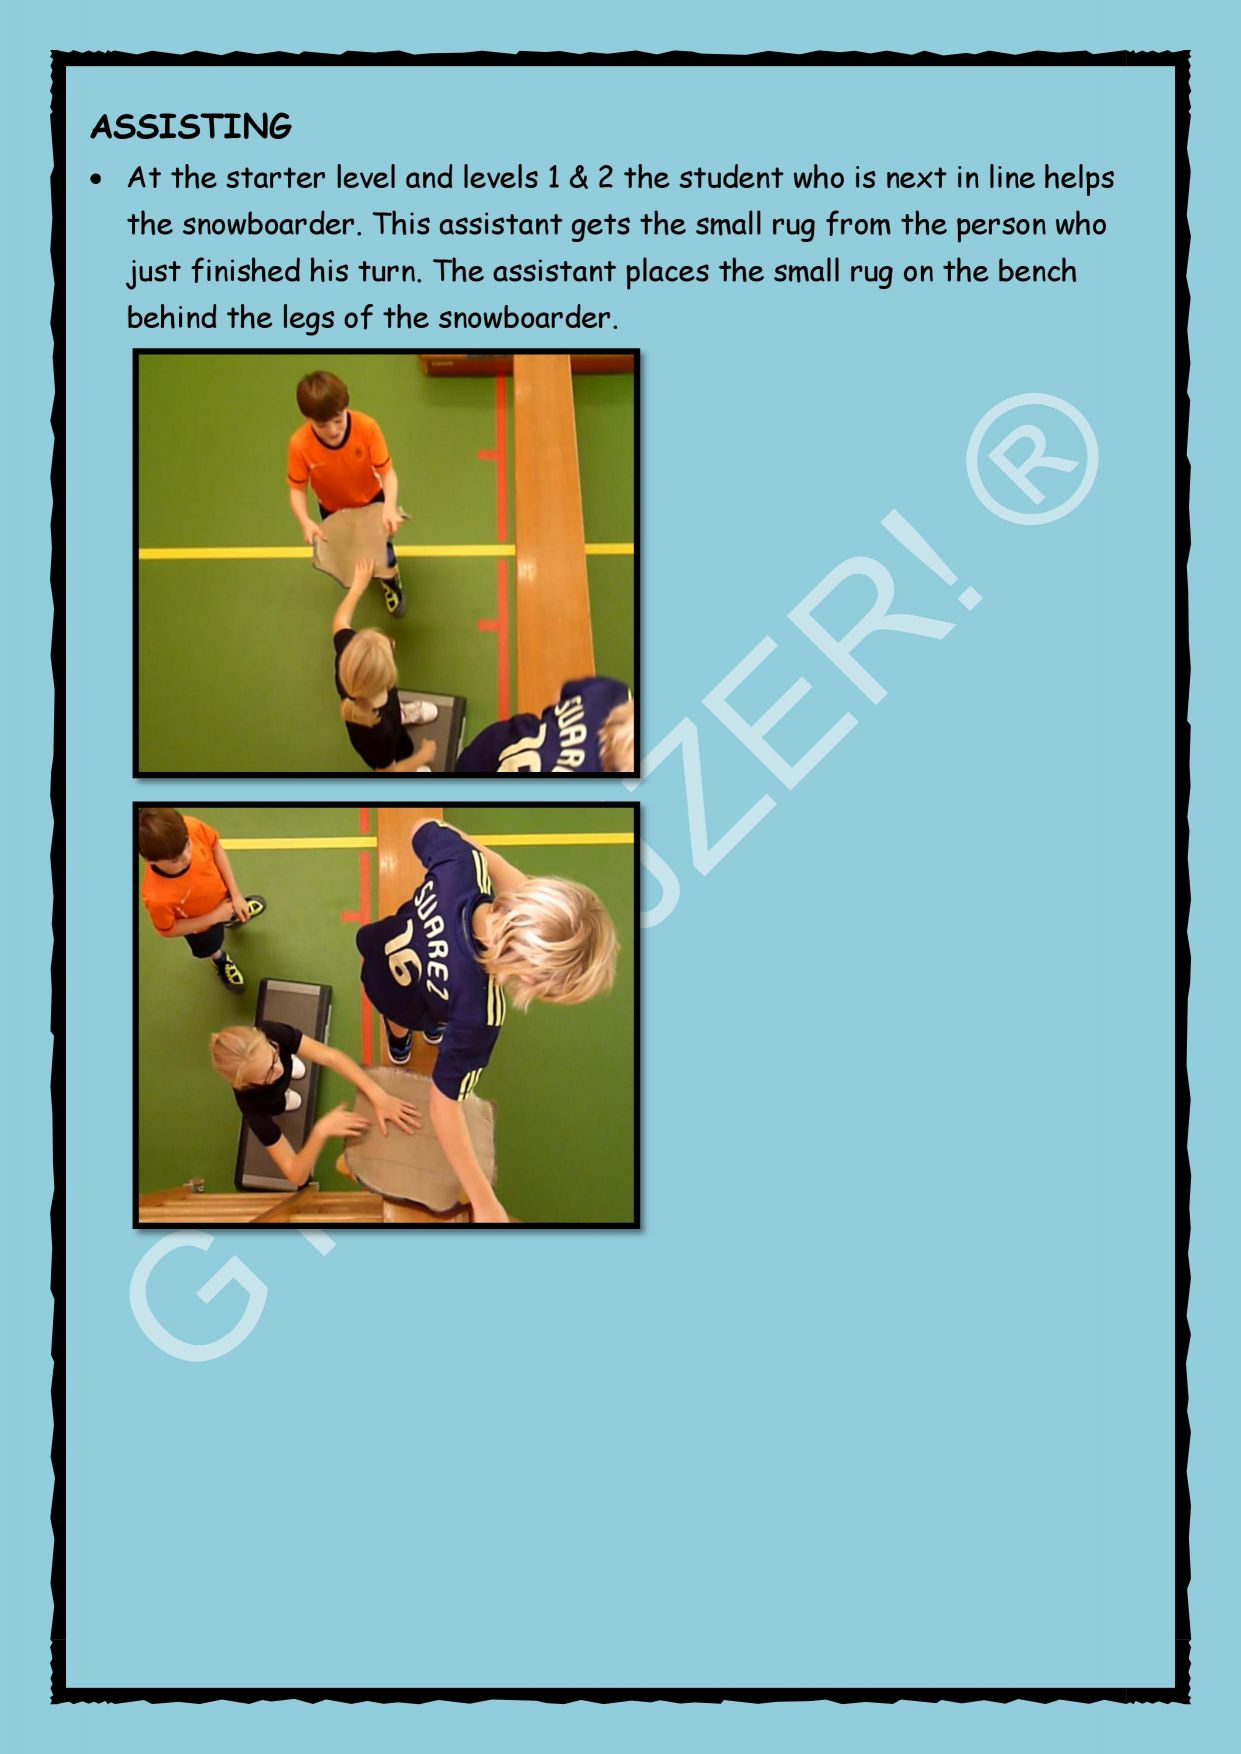 ASSISTING
• At the starter level and levels 1 & 2 the student who is next in line helps
the snowboarder. This assistant gets the small rug from the person who
just finished his turn. The assistant places the small rug on the bench
behind the legs of the snowboarder.
SUAREZ
16
®